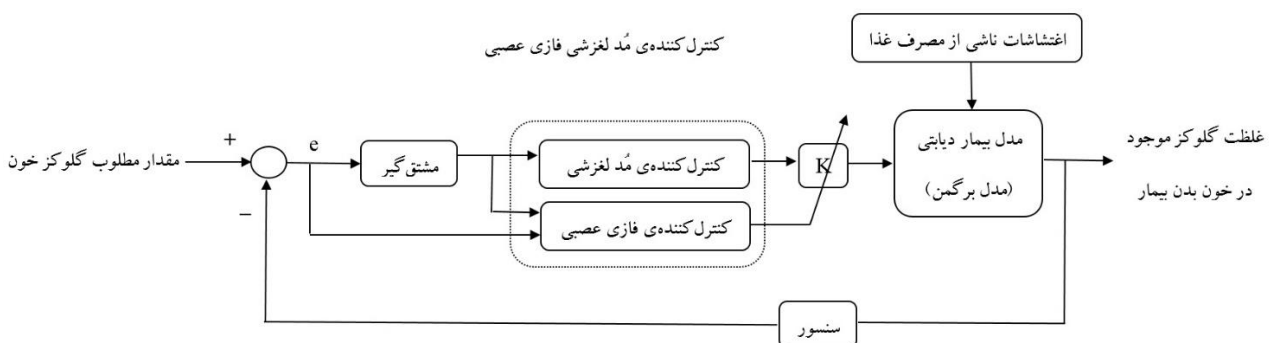 اغتشاشات ناشی از مصرف غذا
کنترل‌کننده‌ی مُد لغزشی فازی عصبی
مقدار مطلوب گلوکز خون
+
−
e
مشتق‌گیر
کنترل‌کننده‌ی مُد لغزشی
کنترل‌کننده‌ی فازی عصبی
K
مدل بیمار دیابتی
(مدل برگمن)
غلظت گلوکز موجود
در خون بدن بیمار
سنسور